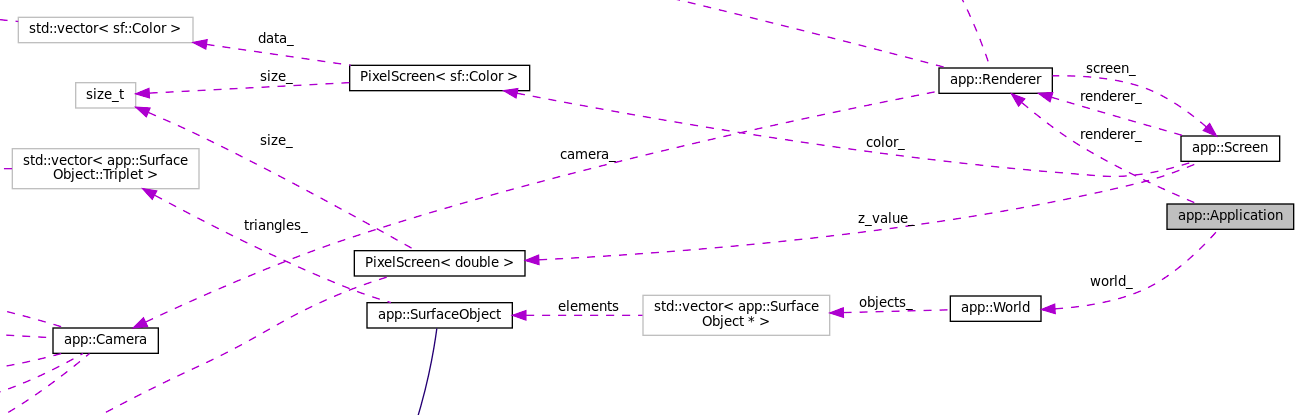 std::vector< sf::Color >
data_
PixelScreen< sf::Color >
size_
size_t
app::Renderer
screen_
renderer_
renderer_
size_
color_
app::Screen
camera_
std::vector< app::Surface
Object::Triplet >
app::Application
triangles_
z_value_
PixelScreen< double >
world_
app::SurfaceObject
elements
std::vector< app::Surface
Object * >
objects_
app::World
app::Camera